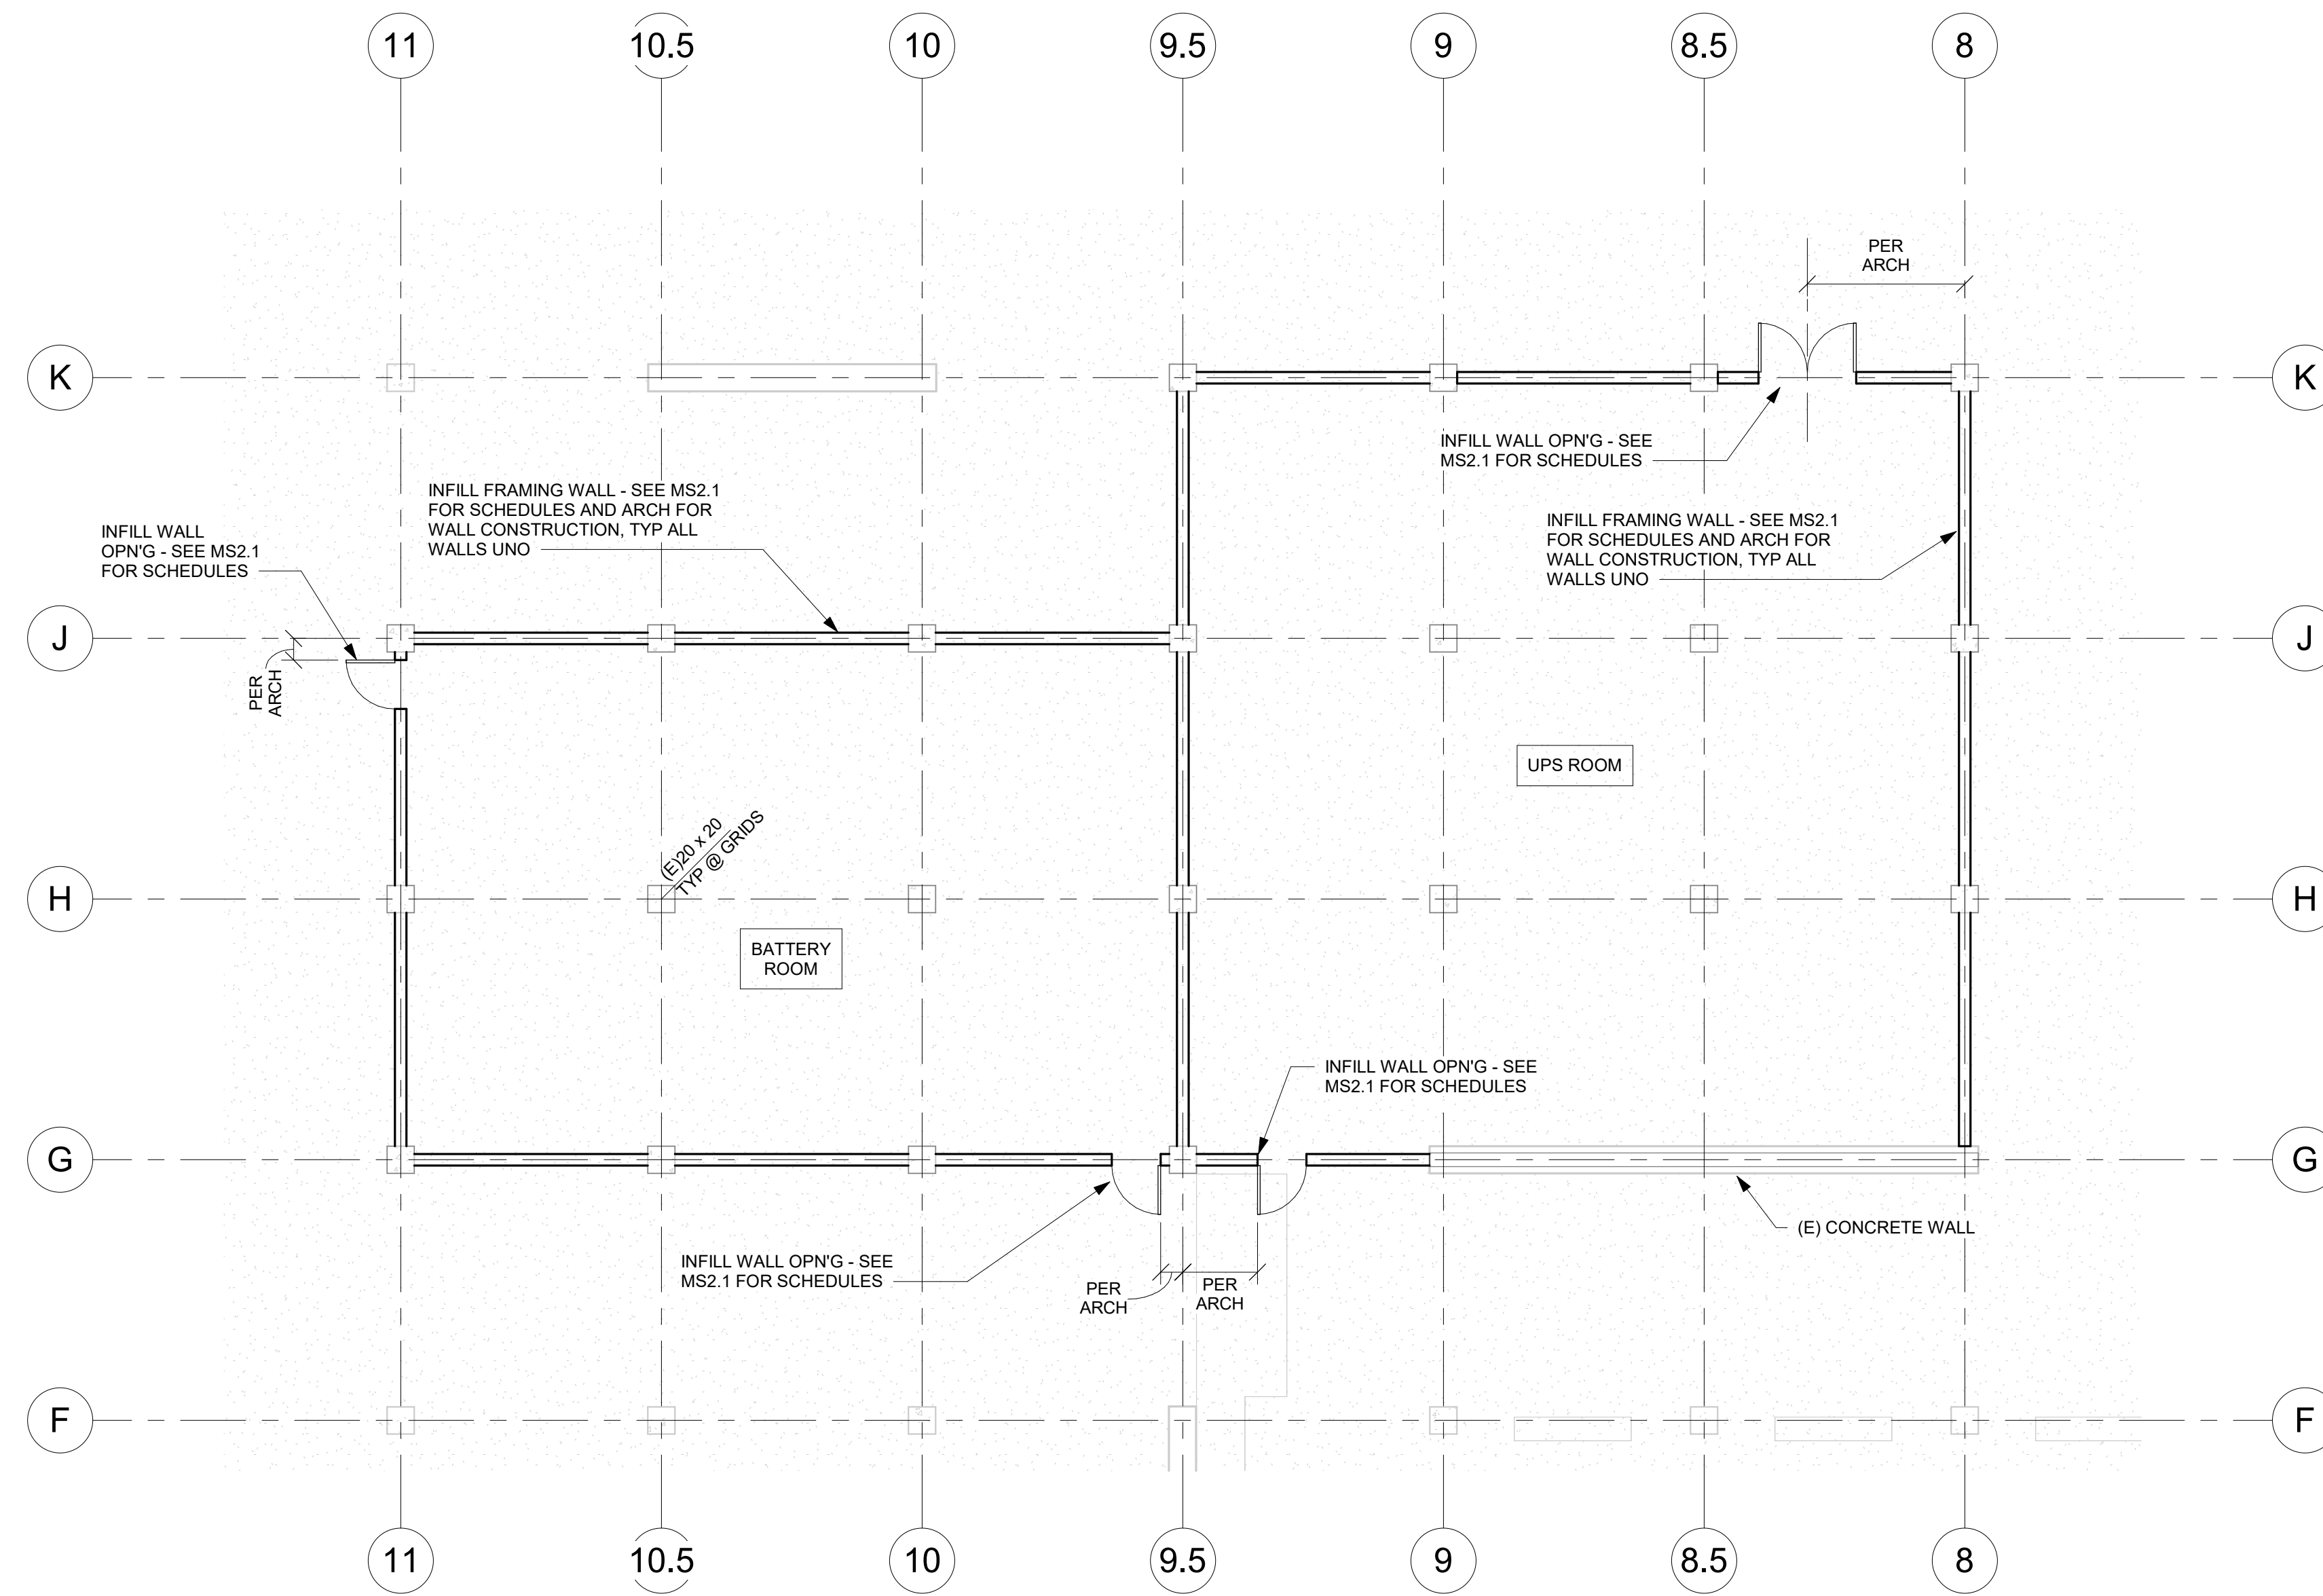 11
10.5
10
9.5
9
8.5
8
PER
ARCH
K
K
INFILL WALL OPN'G - SEE
MS2.1 FOR SCHEDULES
INFILL FRAMING WALL - SEE MS2.1
FOR SCHEDULES AND ARCH FOR
WALL CONSTRUCTION, TYP ALL
WALLS UNO
INFILL FRAMING WALL - SEE MS2.1
FOR SCHEDULES AND ARCH FOR
WALL CONSTRUCTION, TYP ALL
WALLS UNO
INFILL WALL
OPN'G - SEE MS2.1
FOR SCHEDULES
J
J
PER
ARCH
UPS ROOM
(E)20 x 20
TYP @ GRIDS
H
H
BATTERY
ROOM
INFILL WALL OPN'G - SEE
MS2.1 FOR SCHEDULES
G
G
(E) CONCRETE WALL
INFILL WALL OPN'G - SEE
MS2.1 FOR SCHEDULES
PER
ARCH
PER
ARCH
F
F
11
10.5
10
9.5
9
8.5
8